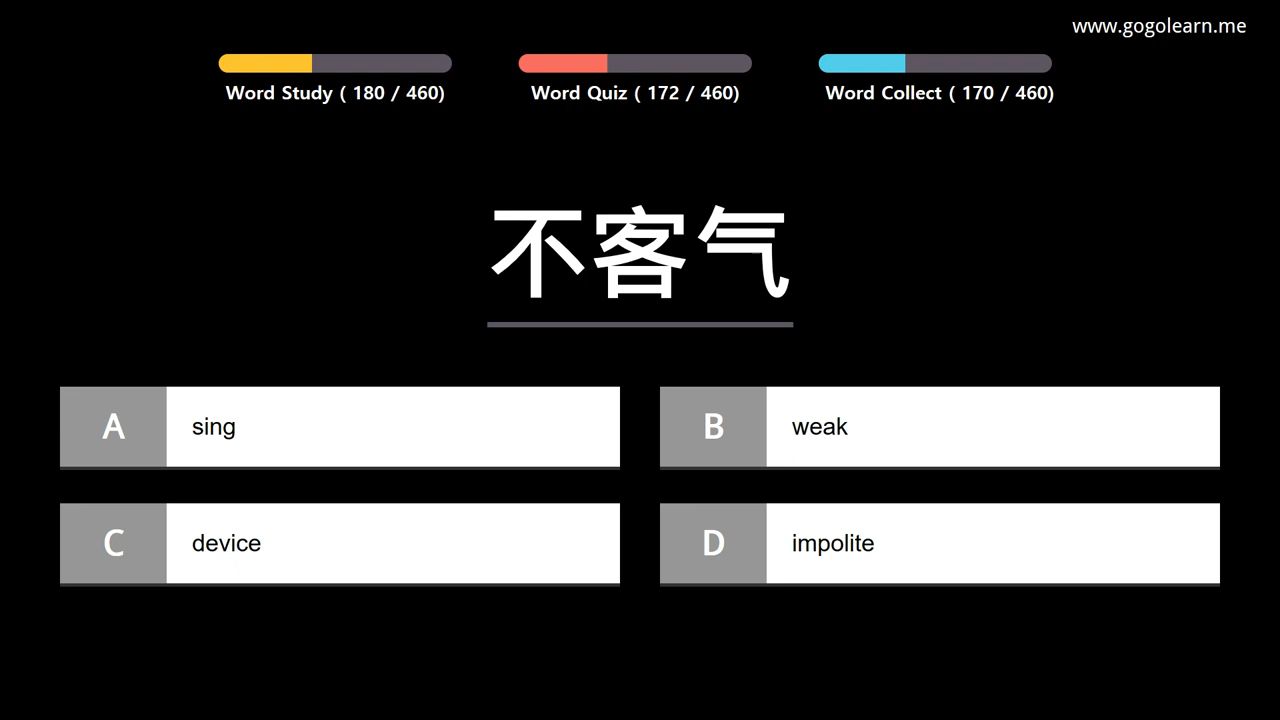 www.gogolearn.me
Word Study ( 180 / 460)
Word Quiz ( 172 / 460)
Word Collect ( 170 / 460)
不客气
A sing
B weak
C device
D impolite